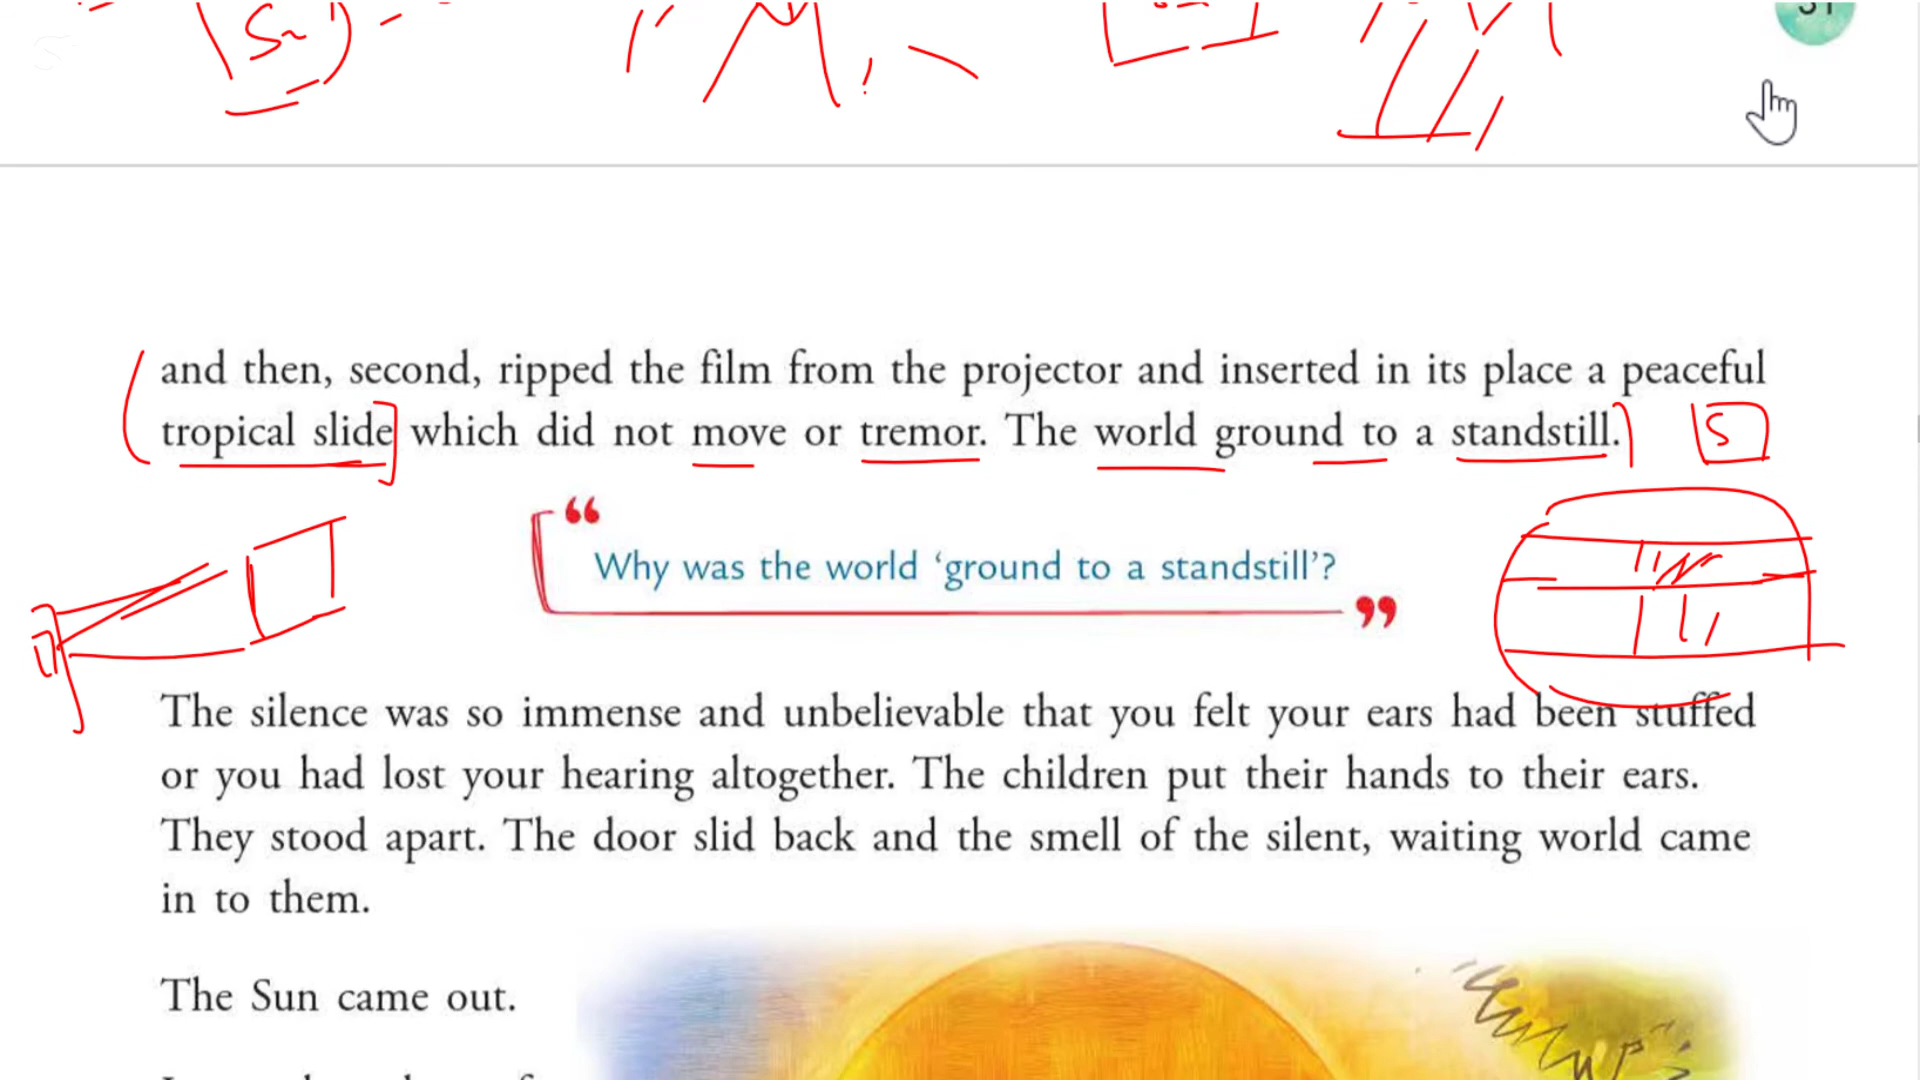 and then, second, ripped the film from the projector and inserted in its place a peaceful
tropical slide which did not move or tremor. The world ground to a standstill.
S
“
Why was the world ‘ground to a standstill’?
”
The silence was so immense and unbelievable that you felt your ears had been stuffed
or you had lost your hearing altogether. The children put their hands to their ears.
They stood apart. The door slid back and the smell of the silent, waiting world came
in to them.
The Sun came out.